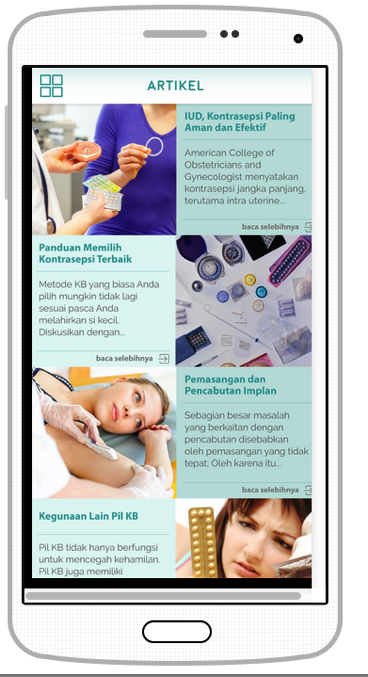 ARTIKEL
IUD, Kontrasepsi Paling
Aman dan Efektif
American College of
Obstetricians and
Gynecologist menyatakan
kontrasepsi jangka panjang,
terutama intra uterine...
baca selebihnya
Panduan Memilih
Kontrasepsi Terbaik
Metode KB yang biasa Anda
pilih mungkin tidak lagi
sesuai pasca Anda
melahirkan si kecil.
Diskusikan dengan...
baca selebihnya
Pemasangan dan
Pencabutan Implan
Sebagian besar masalah
yang berkaitan dengan
pencabutan disebabkan
oleh pemasangan yang tidak
tepat; Oleh karena itu...
baca selebihnya
Kegunaan Lain Pil KB
Pil KB tidak hanya berfungsi
untuk mencegah kehamilan.
Pil KB juga memiliki